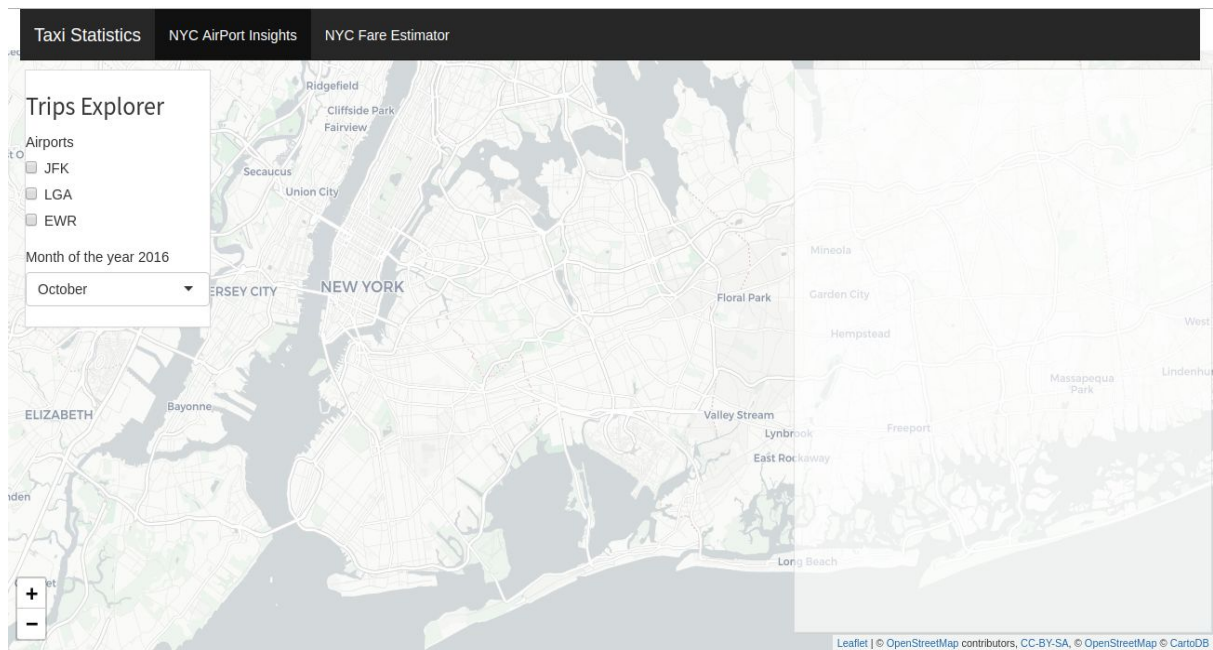 Taxi Statistics NYC AirPort Insights NYC Fare Estimator
Trips Explorer
Airports
JFK
LGA
EWR
Month of the year 2016
October
Ridgefield
Cliffside Park
Fairview
Secaucus
Union City
ERSEY CITY
NEW YORK
Mineola
Floral Park
Garden City
Hempstead
West
Massapequa
Park
Lindenhu
ELIZABETH
Bayonne
Valley Stream
Lynbrook
Freeport
East Rockaway
Long Beach
+
−
Leaflet | © OpenStreetMap contributors, CC-BY-SA, © OpenStreetMap © CartoDB